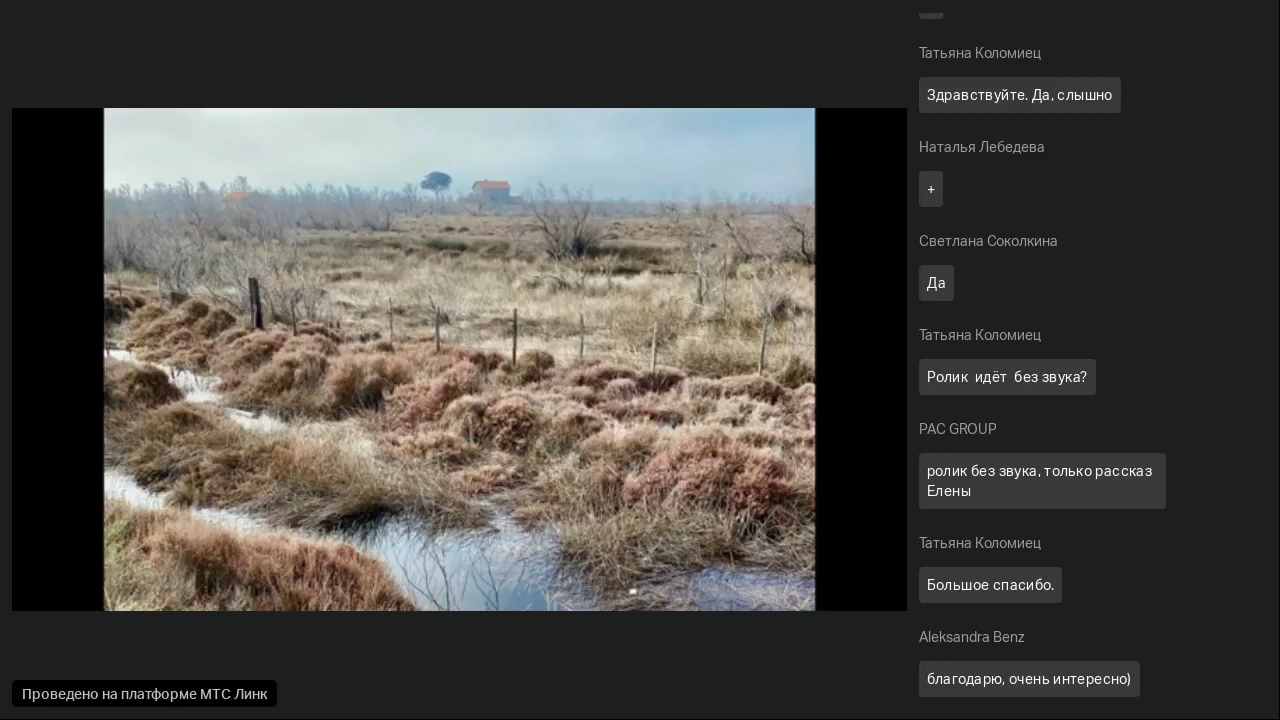 Татьяна Коломиец
Здравствуйте. Да, слышно
Наталья Лебедева
+
Светлана Соколкина
Да
Татьяна Коломиец
Ролик идёт без звука?
PAC GROUP
ролик без звука, только рассказ
Елены
Татьяна Коломиец
Большое спасибо.
Aleksandra Benz
благодарю, очень интересно)
Проведено на платформе МТС Линк